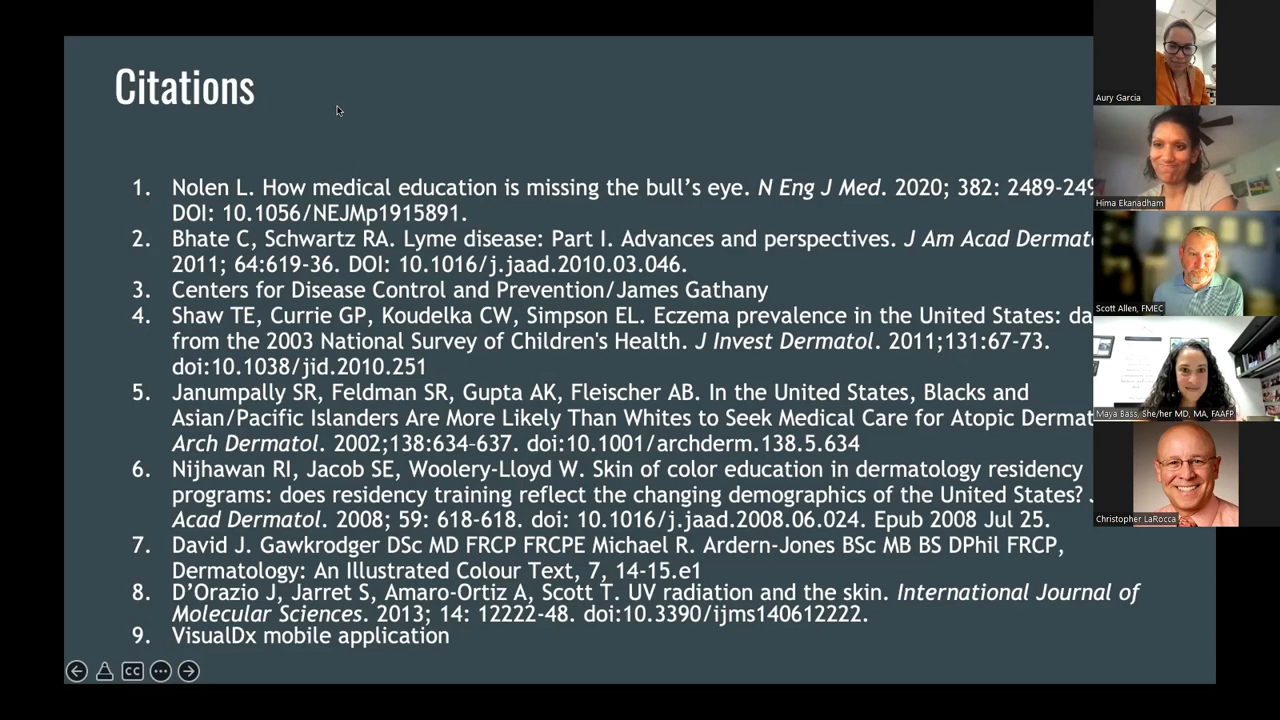 Citations
1. Nolen L. How medical education is missing the bull's eye. N Eng J Med. 2020; 382: 2489-249
DOI: 10.1056/NEJMp1915891.
2. Bhate C, Schwartz RA. Lyme disease: Part I. Advances and perspectives. J Am Acad Dermat
2011; 64:619-36. DOI: 10.1016/j.jaad.2010.03.046.
3. Centers for Disease Control and Prevention/James Gathany
4. Shaw TE, Currie GP, Koudelka CW, Simpson EL. Eczema prevalence in the United States: da
from the 2003 National Survey of Children's Health. J Invest Dermatol. 2011;131:67-73.
doi:10.1038/jid.2010.251
5. Janumpally SR, Feldman SR, Gupta AK, Fleischer AB. In the United States, Blacks and
Asian/Pacific Islanders Are More Likely Than Whites to Seek Medical Care for Atopic Dermat
Arch Dermatol. 2002;138:634–637. doi:10.1001/archderm.138.5.634
6. Nijhawan RI, Jacob SE, Woolery-Lloyd W. Skin of color education in dermatology residency
programs: does residency training reflect the changing demographics of the United States? J
Acad Dermatol. 2008; 59: 618-618. doi: 10.1016/j.jaad.2008.06.024. Epub 2008 Jul 25.
7. David J. Gawkrodger DSc MD FRCP FRCPE Michael R. Ardern-Jones BSc MB BS DPhil FRCP,
Dermatology: An Illustrated Colour Text, 7, 14-15.e1
8. D'Orazio J, Jarret S, Amaro-Ortiz A, Scott T. UV radiation and the skin. International Journal of
Molecular Sciences. 2013; 14: 12222-48. doi:10.3390/ijms140612222.
9. VisualDx mobile application
CC
Aury Garcia
Hima Ekanadham
Scott Allen, FMEC
Maya Bass, She/her MD, MA, FAAFP
Christopher LaRocca